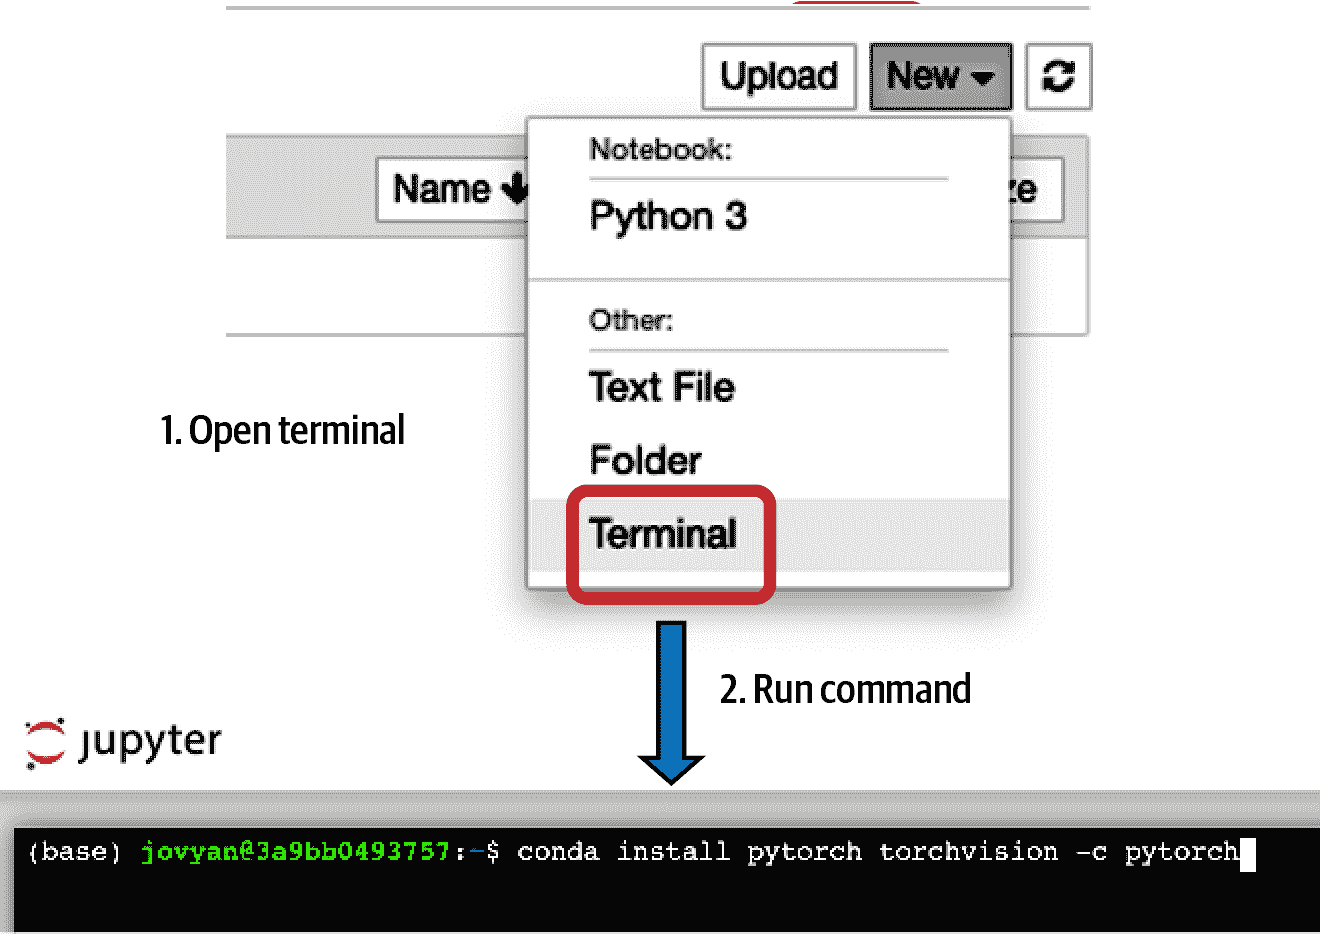 Upload New
Name ze
Notebook:
Python 3
Other:
Text File
Folder
Terminal
1. Open terminal
2. Run command
jupyter
(base) jovyan@3a9bb0493757:~$ conda install pytorch torchvision -c pytorch